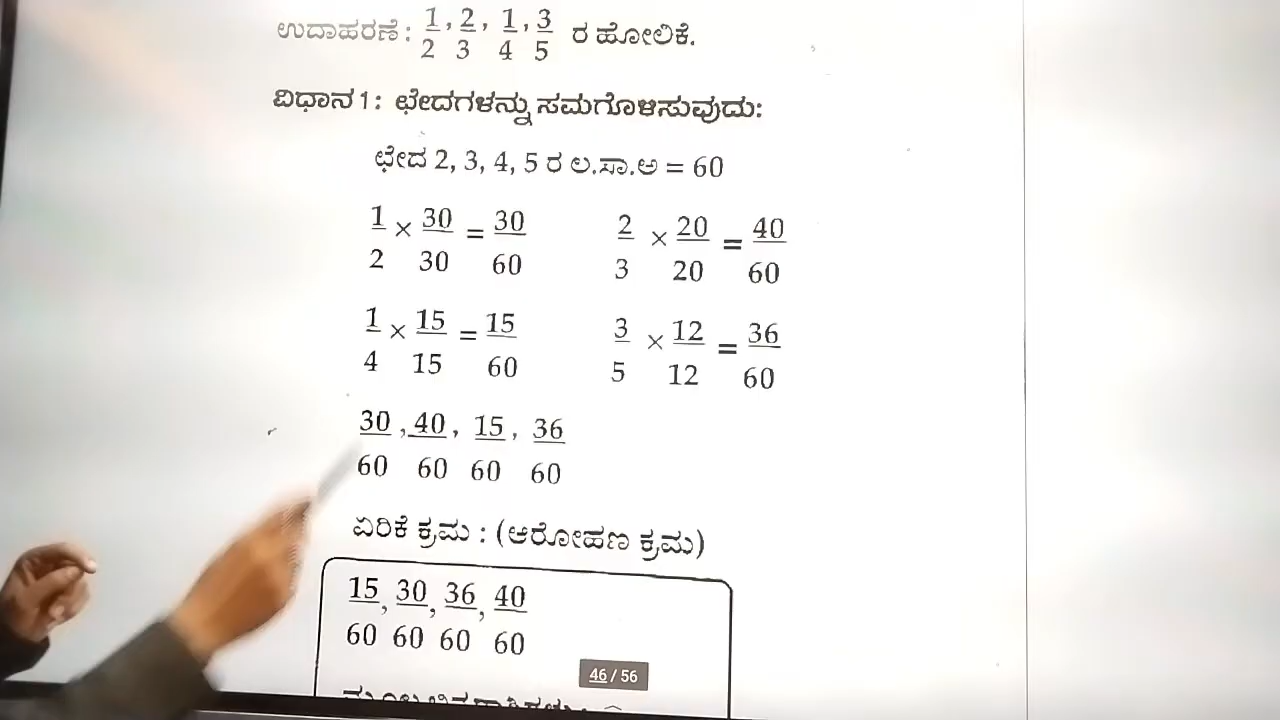 ಉದಾಹರಣೆ : 1/2, 2/3, 1/4, 3/5 ರ ಹೋಲಿಕೆ.
ವಿಧಾನ 1 : ಛೇದಗಳನ್ನು ಸಮಗೊಳಿಸುವುದು:
ಛೇದ 2, 3, 4, 5 ರ ಲ.ಸಾ.ಅ = 60
1/2 × 30/30 = 30/60 2/3 × 20/20 = 40/60
1/4 × 15/15 = 15/60 3/5 × 12/12 = 36/60
30/60, 40/60, 15/60, 36/60
ಏರಿಕೆ ಕ್ರಮ : (ಆರೋಹಣ ಕ್ರಮ)
15/60, 30/60, 36/60, 40/60
46 / 56